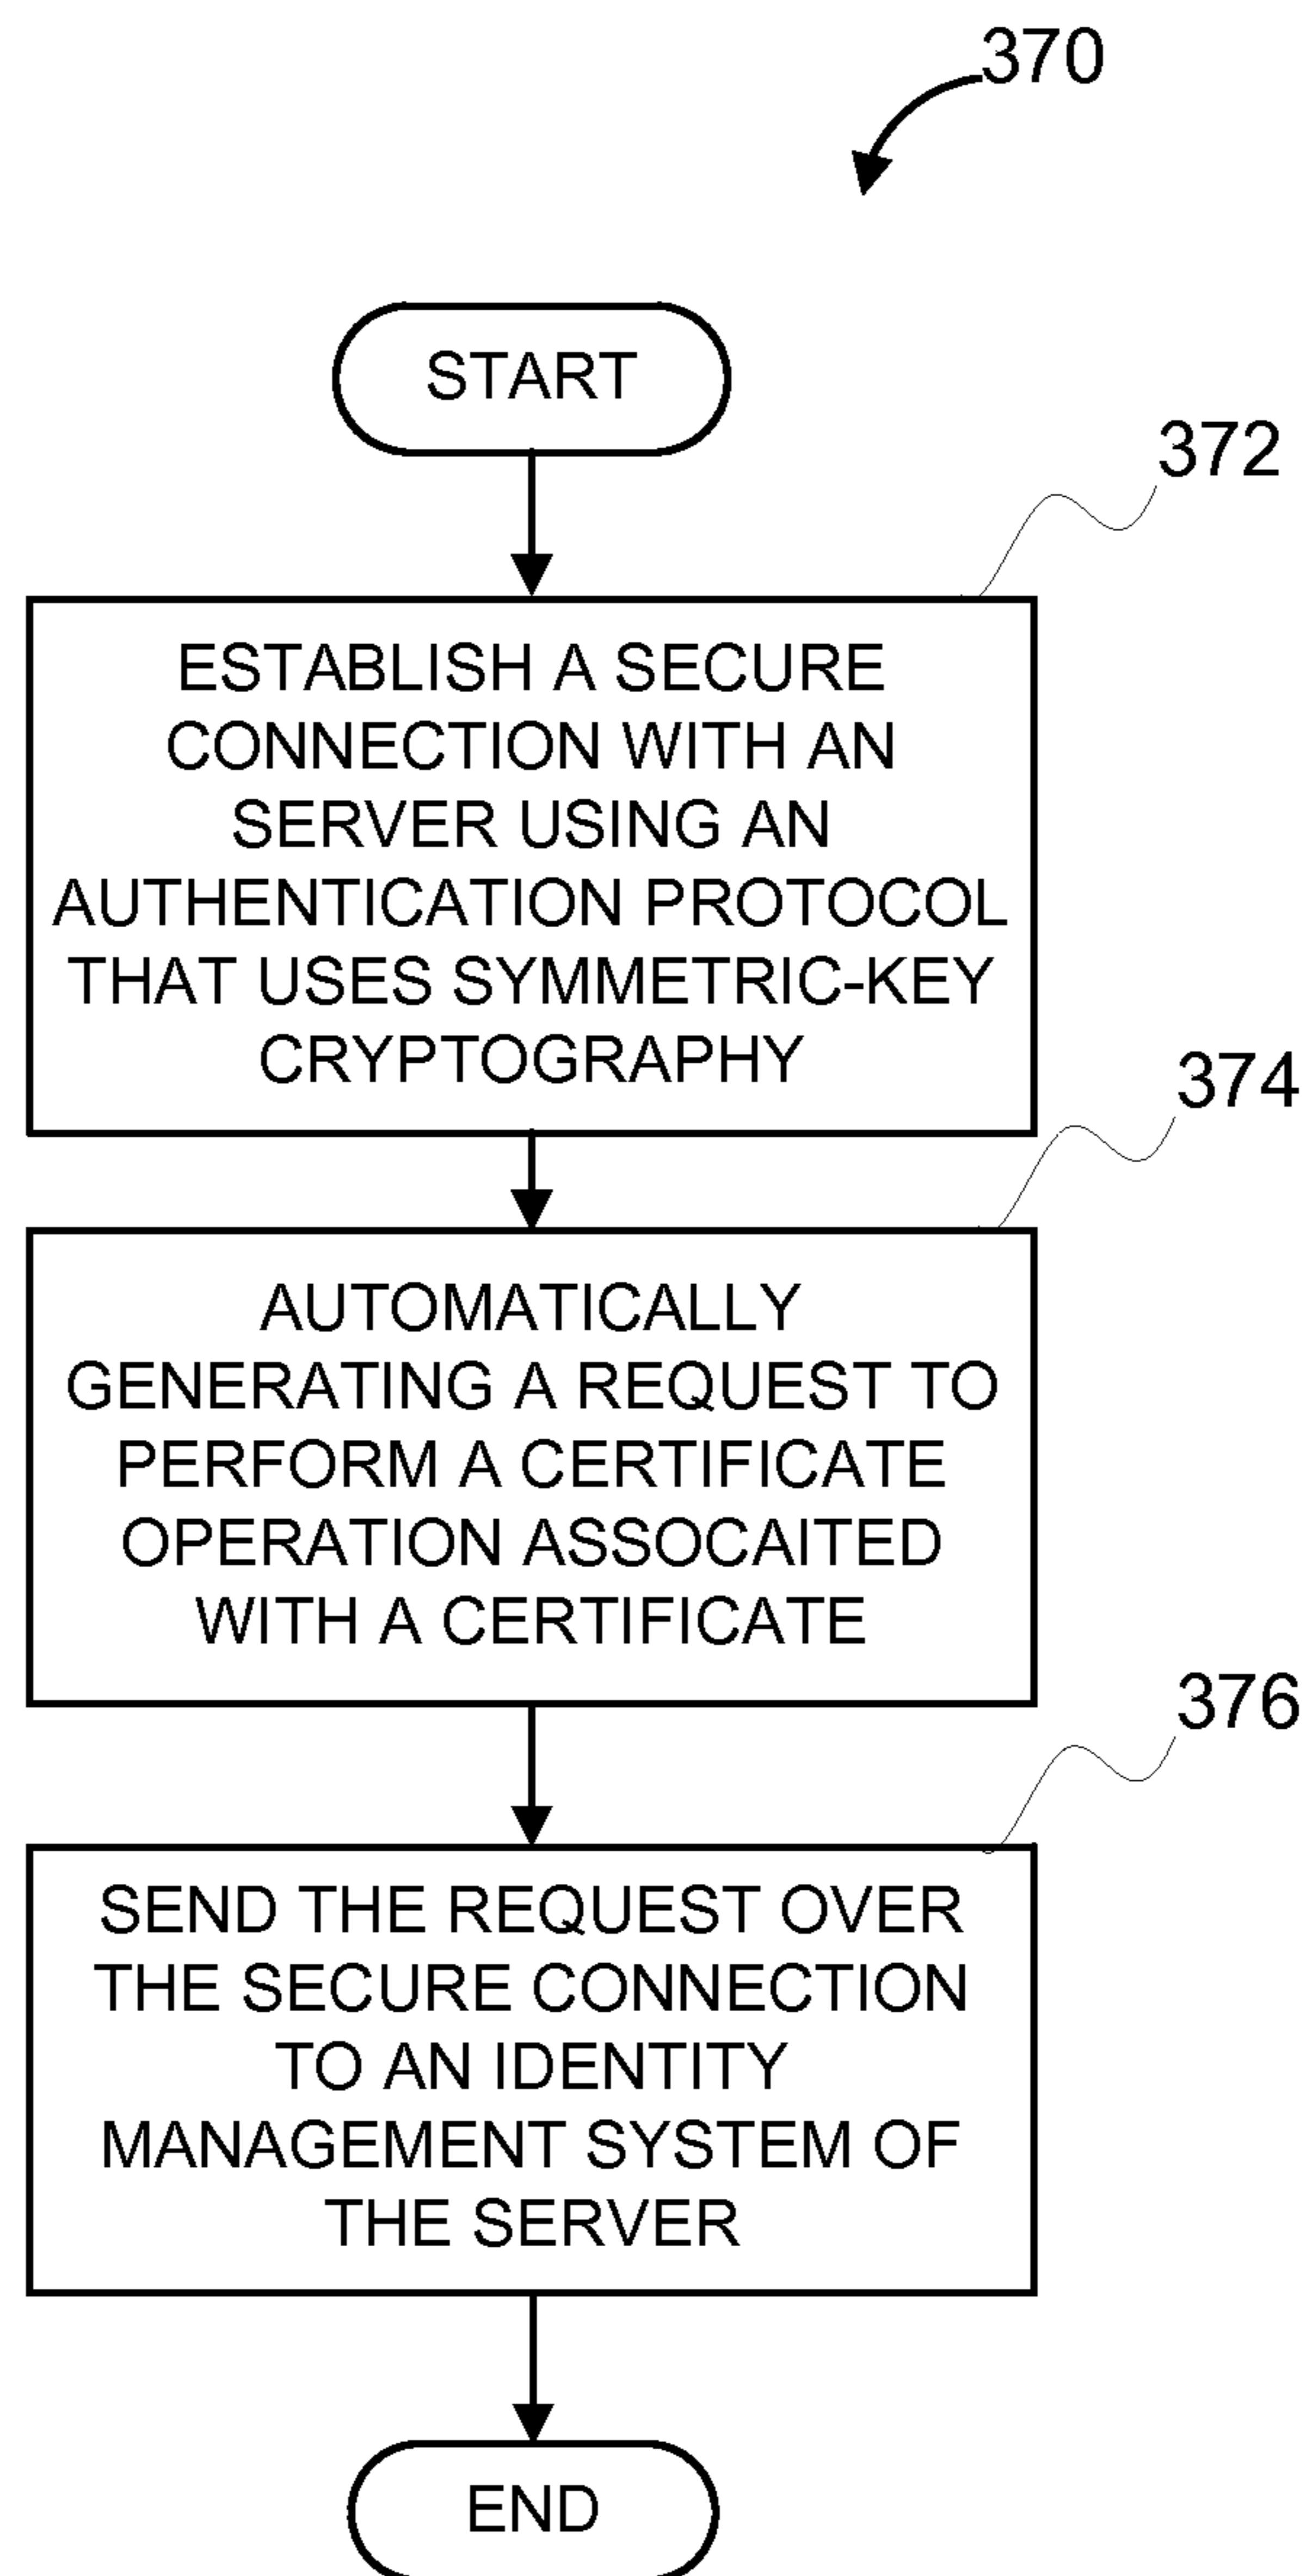 370
START
372
ESTABLISH A SECURE
CONNECTION WITH AN
SERVER USING AN
AUTHENTICATION PROTOCOL
THAT USES SYMMETRIC-KEY
CRYPTOGRAPHY
374
AUTOMATICALLY
GENERATING A REQUEST TO
PERFORM A CERTIFICATE
OPERATION ASSOCAITED
WITH A CERTIFICATE
376
SEND THE REQUEST OVER
THE SECURE CONNECTION
TO AN IDENTITY
MANAGEMENT SYSTEM OF
THE SERVER
END